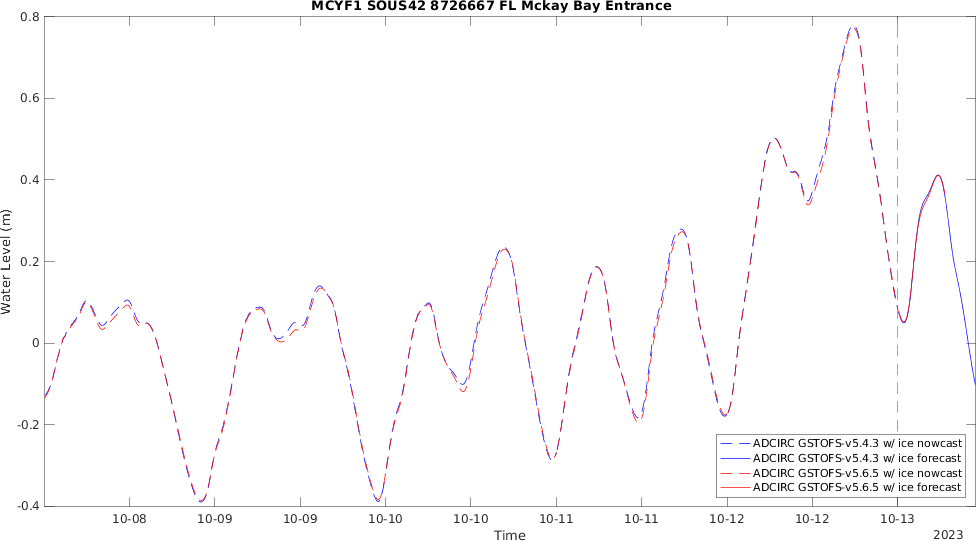 MCYF1 SOUS42 8726667 FL Mckay Bay Entrance
Water Level (m)
0.8
0.6
0.4
0.2
0
-0.2
-0.4
10-08
10-09
10-09
10-10
10-10
10-11
10-11
10-12
10-12
10-13
Time
2023
ADCIRC GSTOFS-v5.4.3 w/ ice nowcast
ADCIRC GSTOFS-v5.4.3 w/ ice forecast
ADCIRC GSTOFS-v5.6.5 w/ ice nowcast
ADCIRC GSTOFS-v5.6.5 w/ ice forecast